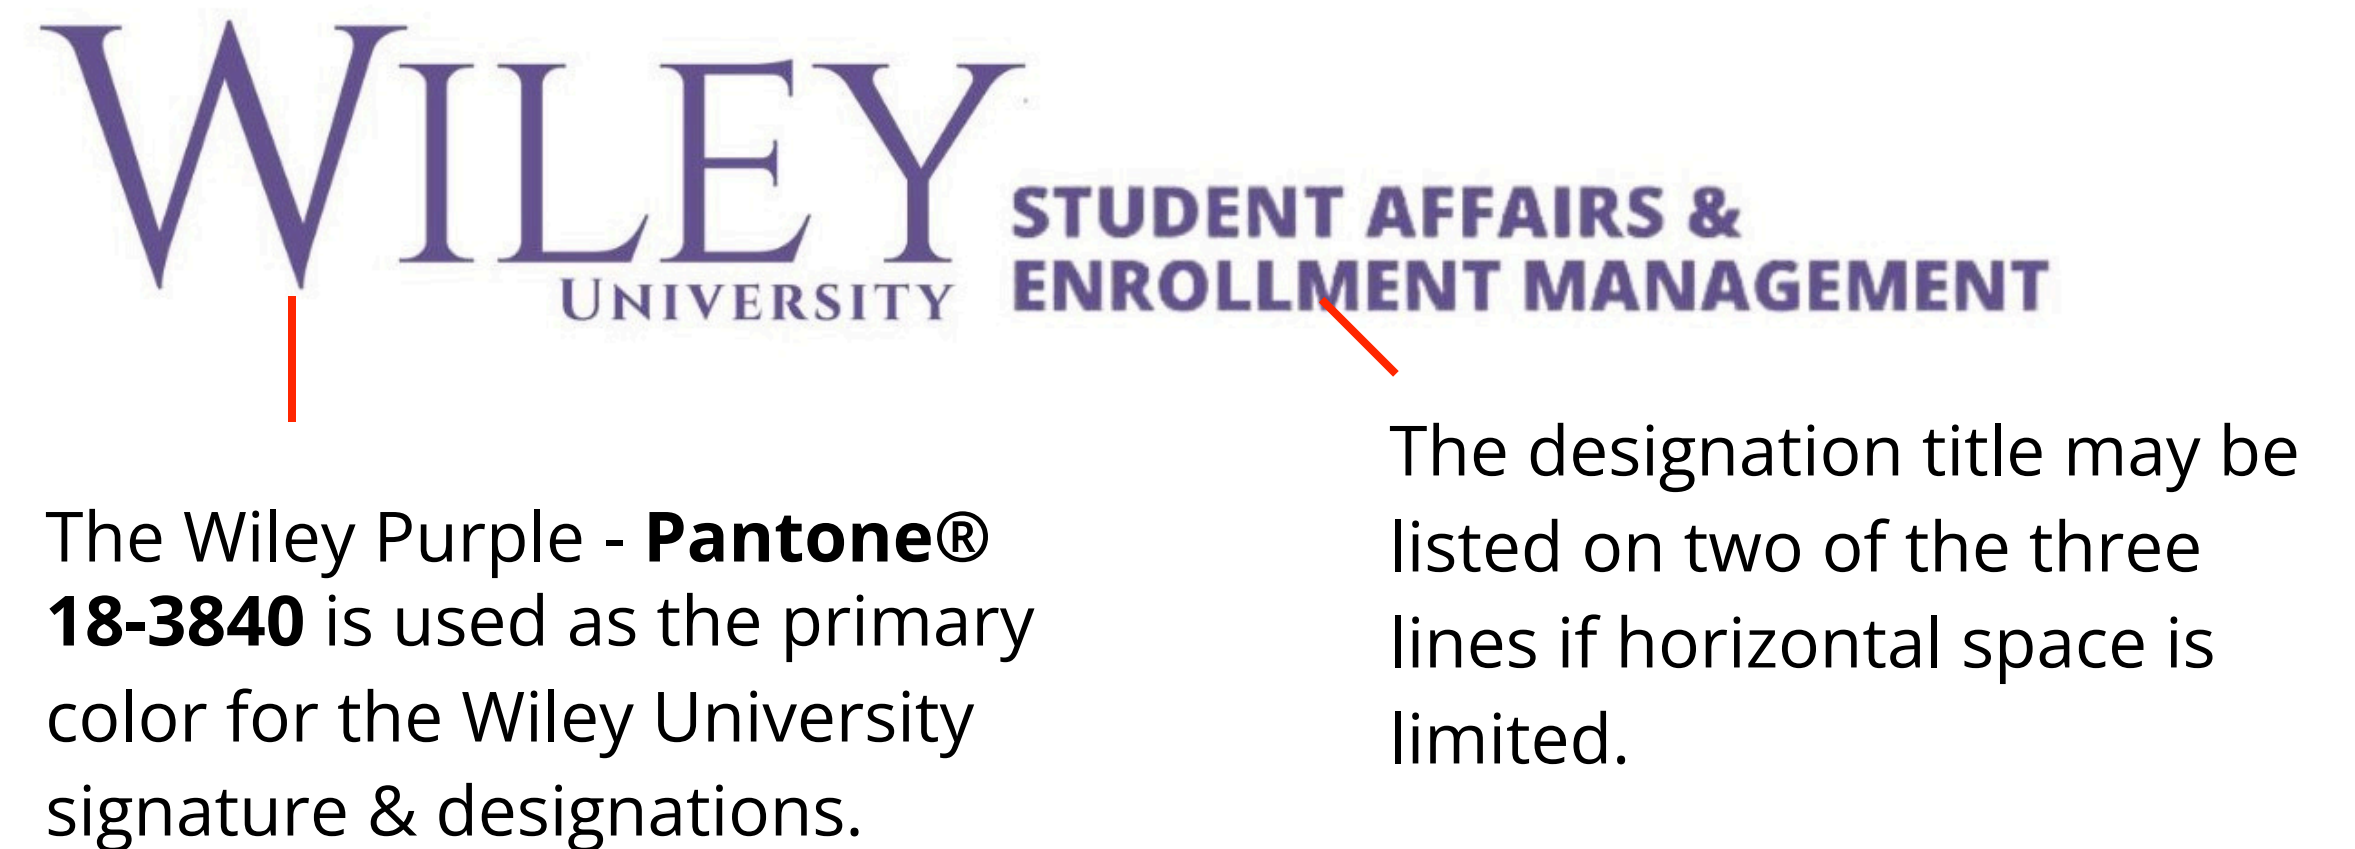 WILEY
UNIVERSITY
STUDENT AFFAIRS &
ENROLLMENT MANAGEMENT
The Wiley Purple - Pantone®
18-3840 is used as the primary
color for the Wiley University
signature & designations.
The designation title may be
listed on two of the three
lines if horizontal space is
limited.